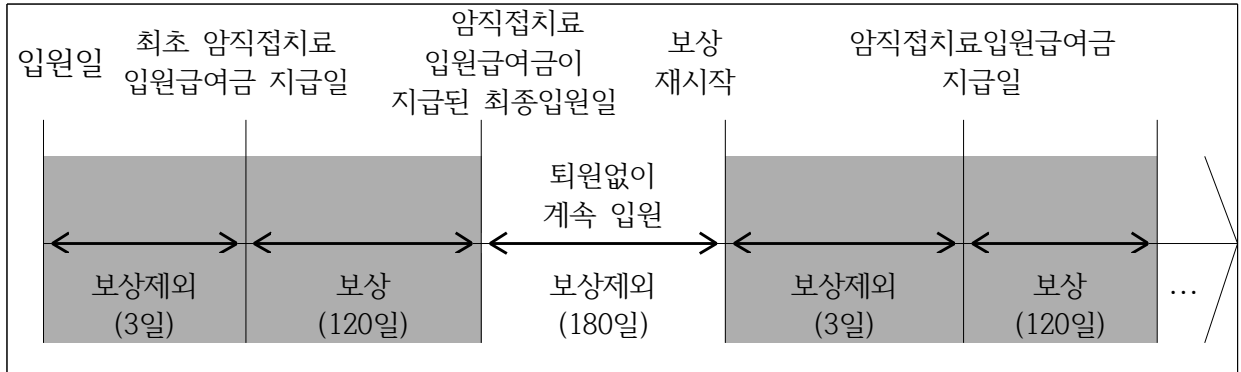 입원일
최초 암직접치료
입원급여금 지급일
암직접치료
입원급여금이
지급된 최종입원일
보상
재시작
암직접치료입원급여금
지급일
퇴원없이
계속 입원
보상제외
(3일)
보상
(120일)
보상제외
(180일)
보상제외
(3일)
보상
(120일)
...